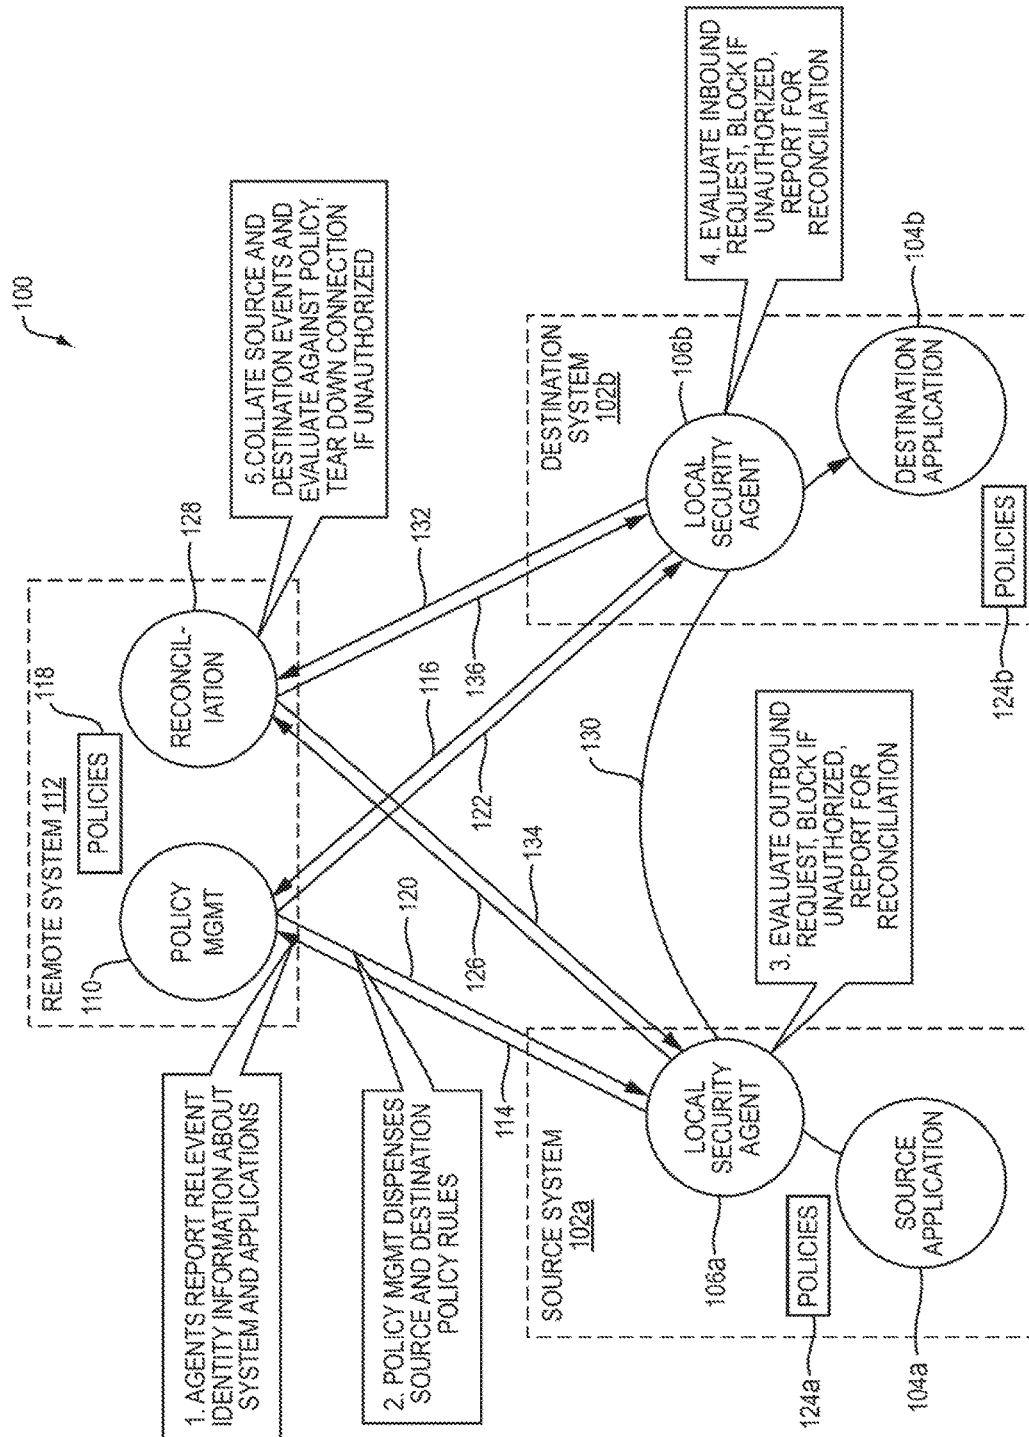 100
REMOTE SYSTEM 112
POLICIES
118
110
POLICY
MGMT
RECONCIL-
IATION
128
1. AGENTS REPORT RELEVENT
IDENTITY INFORMATION ABOUT
SYSTEM AND APPLICATIONS
2. POLICY MGMT DISPENSES
SOURCE AND DESTINATION
POLICY RULES
5.COLLATE SOURCE AND
DESTINATION EVENTS AND
EVALUATE AGAINST POLICY,
TEAR DOWN CONNECTION
IF UNAUTHORIZED
114
120
126
134
122
116
136
132
130
SOURCE SYSTEM
102a
LOCAL
SECURITY
AGENT
106a
POLICIES
124a
SOURCE
APPLICATION
104a
3. EVALUATE OUTBOUND
REQUEST, BLOCK IF
UNAUTHORIZED,
REPORT FOR
RECONCILIATION
DESTINATION
SYSTEM
102b
LOCAL
SECURITY
AGENT
106b
POLICIES
124b
DESTINATION
APPLICATION
104b
4. EVALUATE INBOUND
REQUEST, BLOCK IF
UNAUTHORIZED,
REPORT FOR
RECONCILIATION